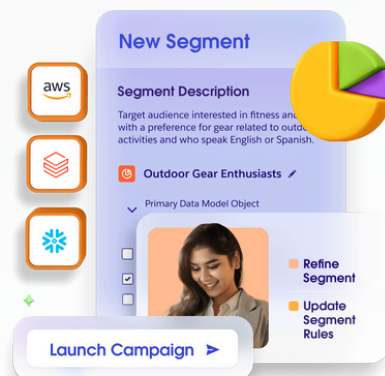 New Segment
aws
Segment Description
Target audience interested in fitness and
with a preference for gear related to
activities and who speak English or Spanish.
Outdoor Gear Enthusiasts
Primary Data Model Object
Refine
Segment
Update
Segment
Rules
Launch Campaign